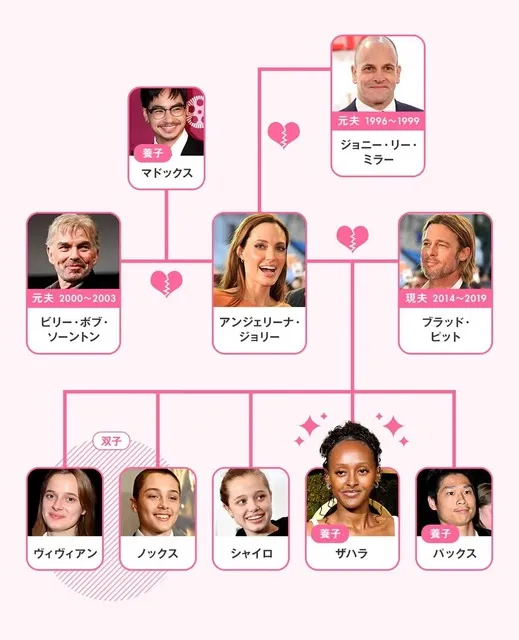 元夫 1996〜1999
ジョニー・リー・
ミラー
養子
マドックス
元夫 2000〜2003
ビリー・ボブ・
ソーントン
アンジェリーナ・
ジョリー
現夫 2014〜2019
ブラッド・
ピット
双子
ヴィヴィアン
ノックス
シャイロ
養子
ザハラ
養子
パックス